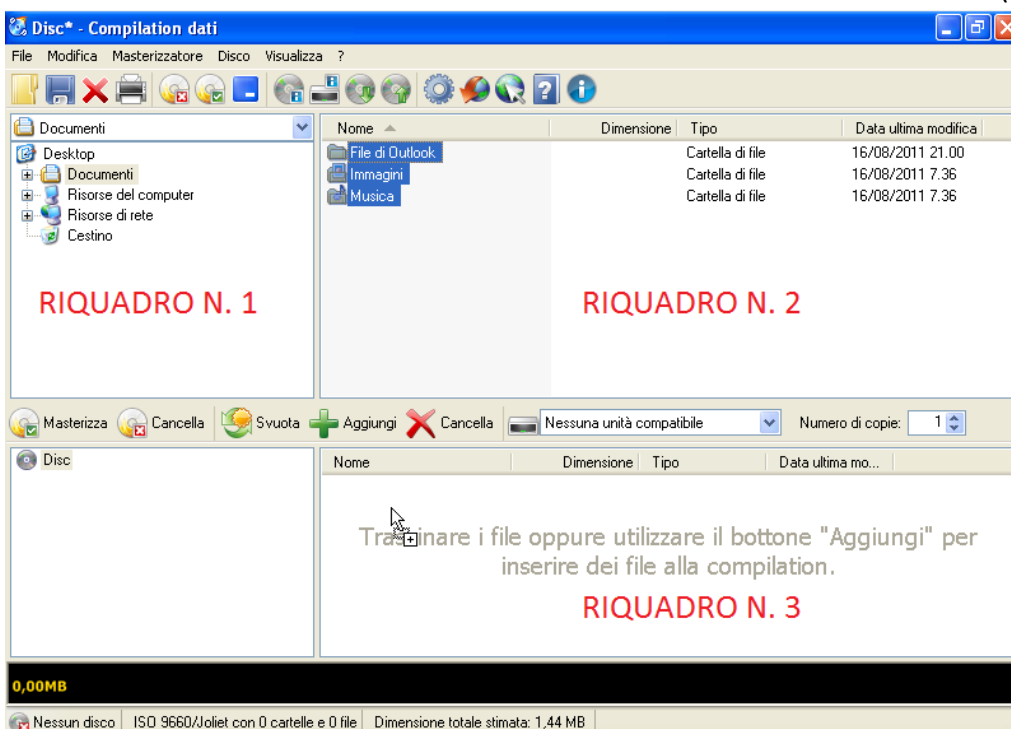 Disc* - Compilation dati
File Modifica Masterizzatore Disco Visualizza ?
Documenti
Nome Dimensione Tipo Data ultima modifica
Desktop
Documenti
Risorse del computer
Risorse di rete
Cestino
File di Outlook Cartella di file 16/08/2011 21.00
Immagini Cartella di file 16/08/2011 7.36
Musica Cartella di file 16/08/2011 7.36
RIQUADRO N. 1
RIQUADRO N. 2
Masterizza Cancella Svuota Aggiungi Cancella Nessuna unità compatibile Numero di copie: 1
Disc
Nome Dimensione Tipo Data ultima mo...
Trascinare i file oppure utilizzare il bottone "Aggiungi" per
inserire dei file alla compilation.
RIQUADRO N. 3
0,00MB
Nessun disco ISO 9660/Joliet con 0 cartelle e 0 file Dimensione totale stimata: 1,44 MB